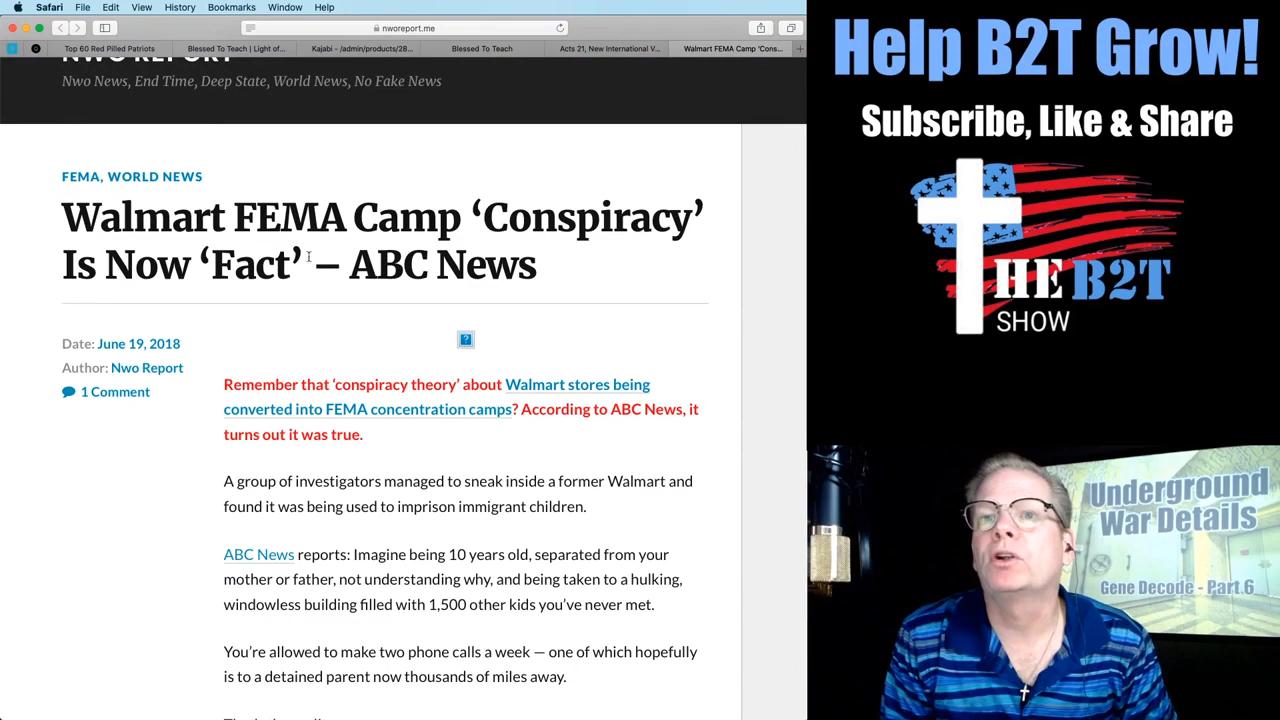 Safari File Edit View History Bookmarks Window Help
nworeport.me
Top 60 Red Pilled Patriots Blessed To Teach | Light of... Kajabi - /admin/products/28... Blessed To Teach Acts 21, New International V... Walmart FEMA Camp 'Cons...
Nwo News, End Time, Deep State, World News, No Fake News
FEMA, WORLD NEWS
Walmart FEMA Camp ‘Conspiracy’
Is Now ‘Fact’ – ABC News
Date: June 19, 2018
Author: Nwo Report
1 Comment
?
Remember that ‘conspiracy theory’ about Walmart stores being
converted into FEMA concentration camps? According to ABC News, it
turns out it was true.
A group of investigators managed to sneak inside a former Walmart and
found it was being used to imprison immigrant children.
ABC News reports: Imagine being 10 years old, separated from your
mother or father, not understanding why, and being taken to a hulking,
windowless building filled with 1,500 other kids you’ve never met.
You’re allowed to make two phone calls a week — one of which hopefully
is to a detained parent now thousands of miles away.
Help B2T Grow!
Subscribe, Like & Share
THE B2T
SHOW
Underground
War Details
Gene Decode - Part 6